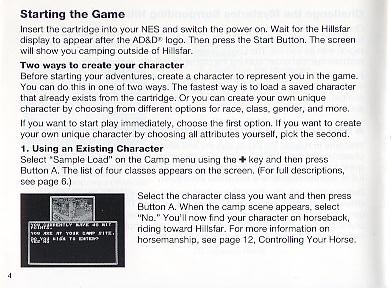 Starting the Game
Insert the cartridge into your NES and switch the power on. Wait for the Hillsfar
display to appear after the AD&D® logo. Then press the Start Button. The screen
will show you camping outside of Hillsfar.
Two ways to create your character
Before starting your adventures, create a character to represent you in the game.
You can do this in one of two ways. The fastest way is to load a saved character
that already exists from the cartridge. Or you can create your own unique
character by choosing from different options for race, class, gender, and more.
If you want to start play immediately, choose the first option. If you want to create
your own unique character by choosing all attributes yourself, pick the second.
1. Using an Existing Character
Select "Sample Load" on the Camp menu using the + key and then press
Button A. The list of four classes appears on the screen. (For full descriptions,
see page 6.)
Select the character class you want and then press
Button A. When the camp scene appears, select
"No." You'll now find your character on horseback,
riding toward Hillsfar. For more information on
horsemanship, see page 12, Controlling Your Horse.
YOU CURRENTLY HAVE 40 HIT
POINTS.
YOU ARE AT YOUR CAMP SITE.
DO YOU WISH TO ENTER?
4